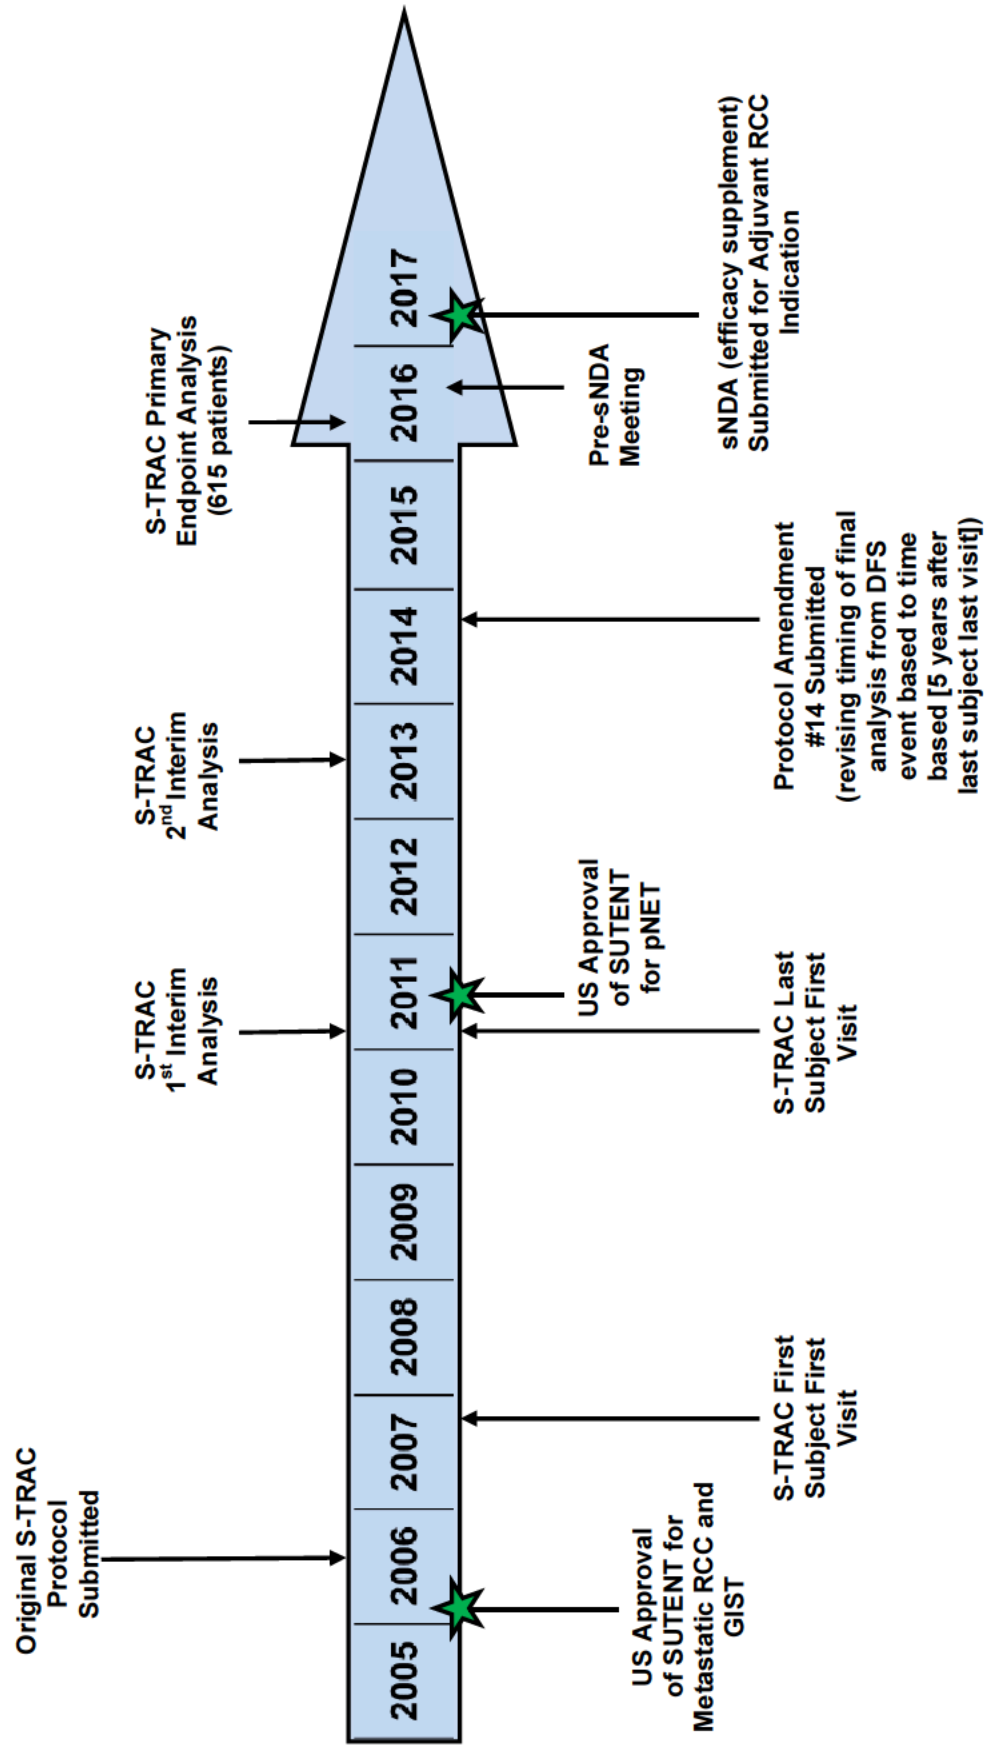 Original S-TRAC
Protocol
Submitted
S-TRAC
1st Interim
Analysis
S-TRAC
2nd Interim
Analysis
S-TRAC Primary
Endpoint Analysis
(615 patients)
2005
2006
2007
2008
2009
2010
2011
2012
2013
2014
2015
2016
2017
US Approval
of SUTENT for
Metastatic RCC and
GIST
S-TRAC First
Subject First
Visit
S-TRAC Last
Subject First
Visit
US Approval
of SUTENT
for pNET
Protocol Amendment
#14 Submitted
(revising timing of final
analysis from DFS
event based to time
based [5 years after
last subject last visit])
Pre-sNDA
Meeting
sNDA (efficacy supplement)
Submitted for Adjuvant RCC
Indication